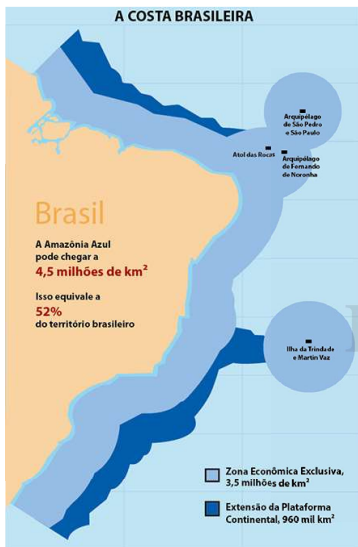 A COSTA BRASILEIRA
Arquipélago
de São Pedro
e São Paulo
Atol das Rocas
Arquipélago
de Fernando
de Noronha
Brasil
A Amazônia Azul
pode chegar a
4,5 milhões de km²
Isso equivale a
52%
do território brasileiro
Ilha da Trindade
e Martin Vaz
Zona Econômica Exclusiva,
3,5 milhões de km²
Extensão da Plataforma
Continental, 960 mil km²